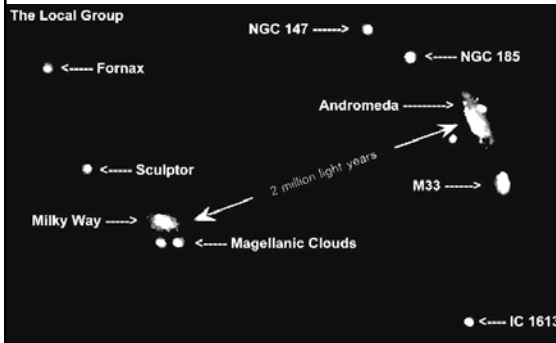 The Local Group
NGC 147 ------>
<----- NGC 185
<----- Fornax
Andromeda --------->
2 million light years
<----- Sculptor
M33 ----->
Milky Way ---->
<----- Magellanic Clouds
<---- IC 1613